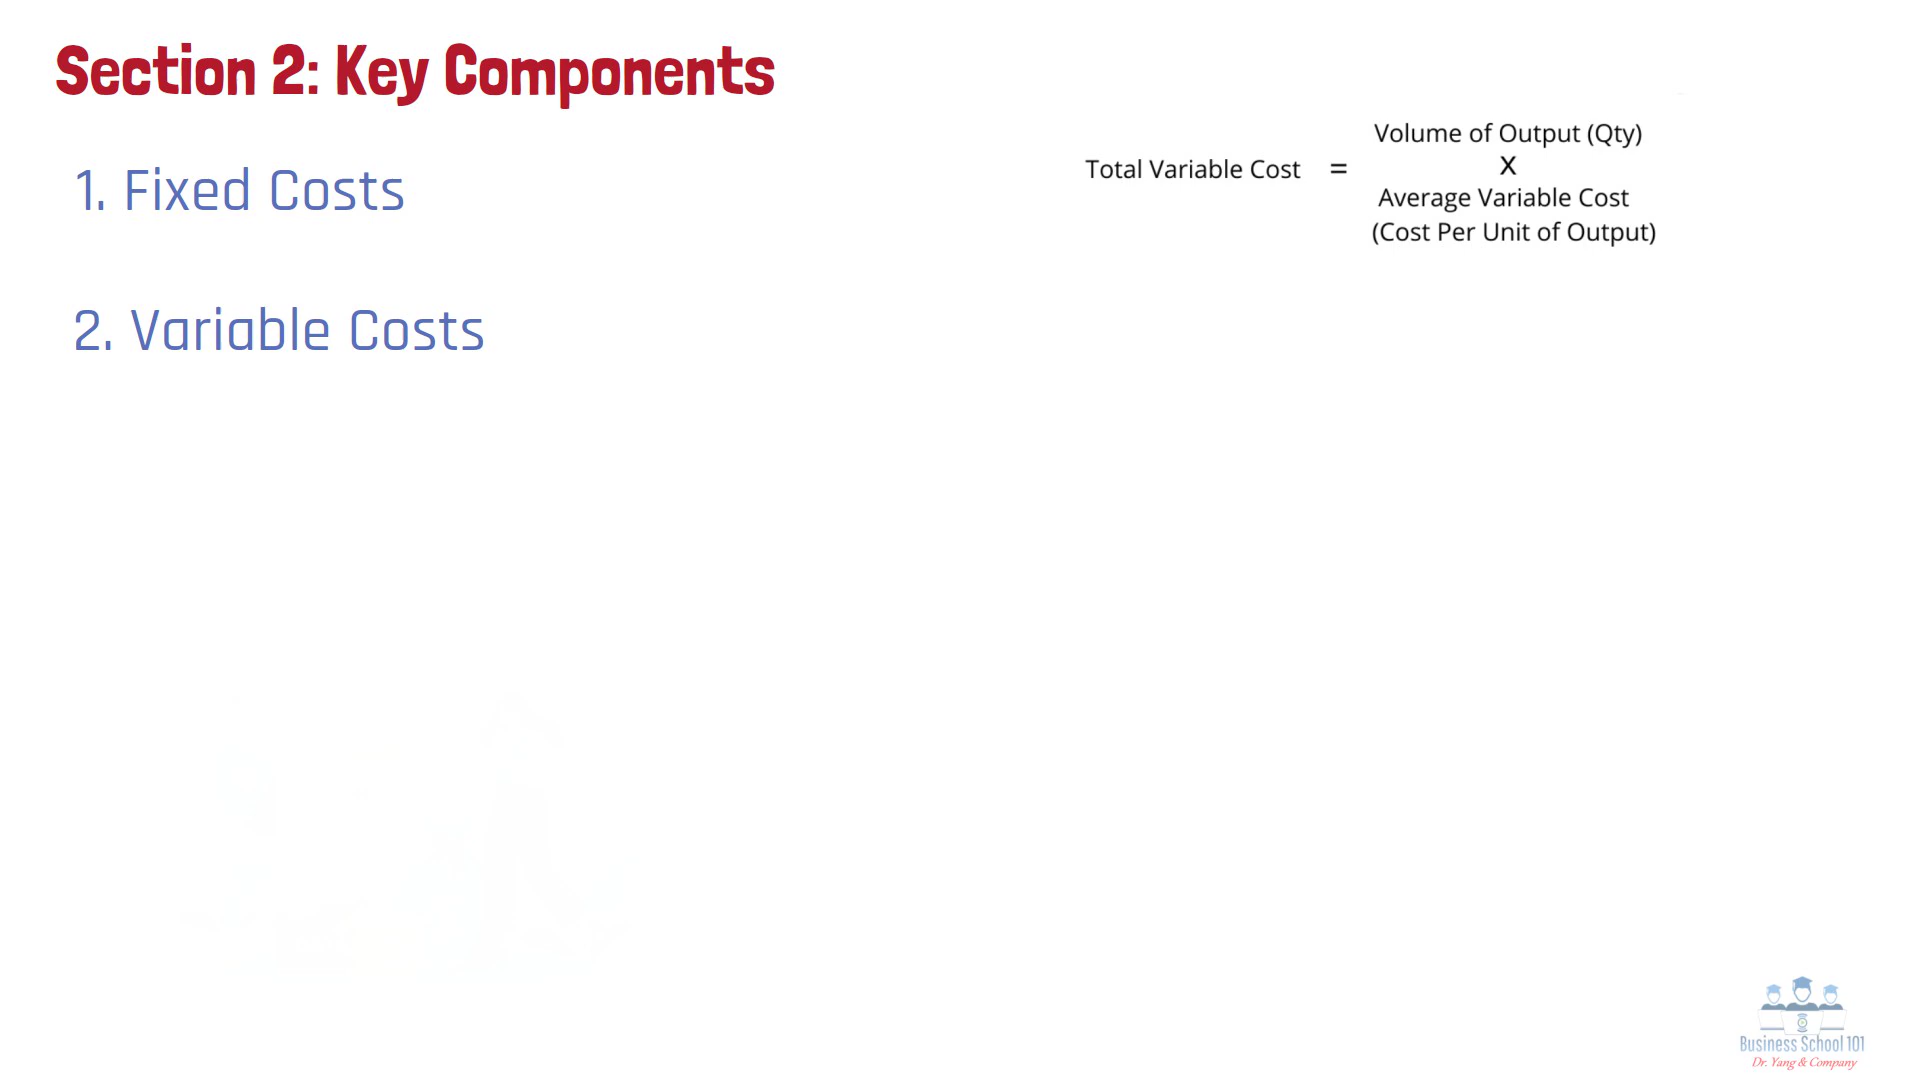 Section 2: Key Components
1. Fixed Costs
2. Variable Costs
Total Variable Cost =
Volume of Output (Qty)
X
Average Variable Cost
(Cost Per Unit of Output)
Business School 101
Dr. Yang & Company